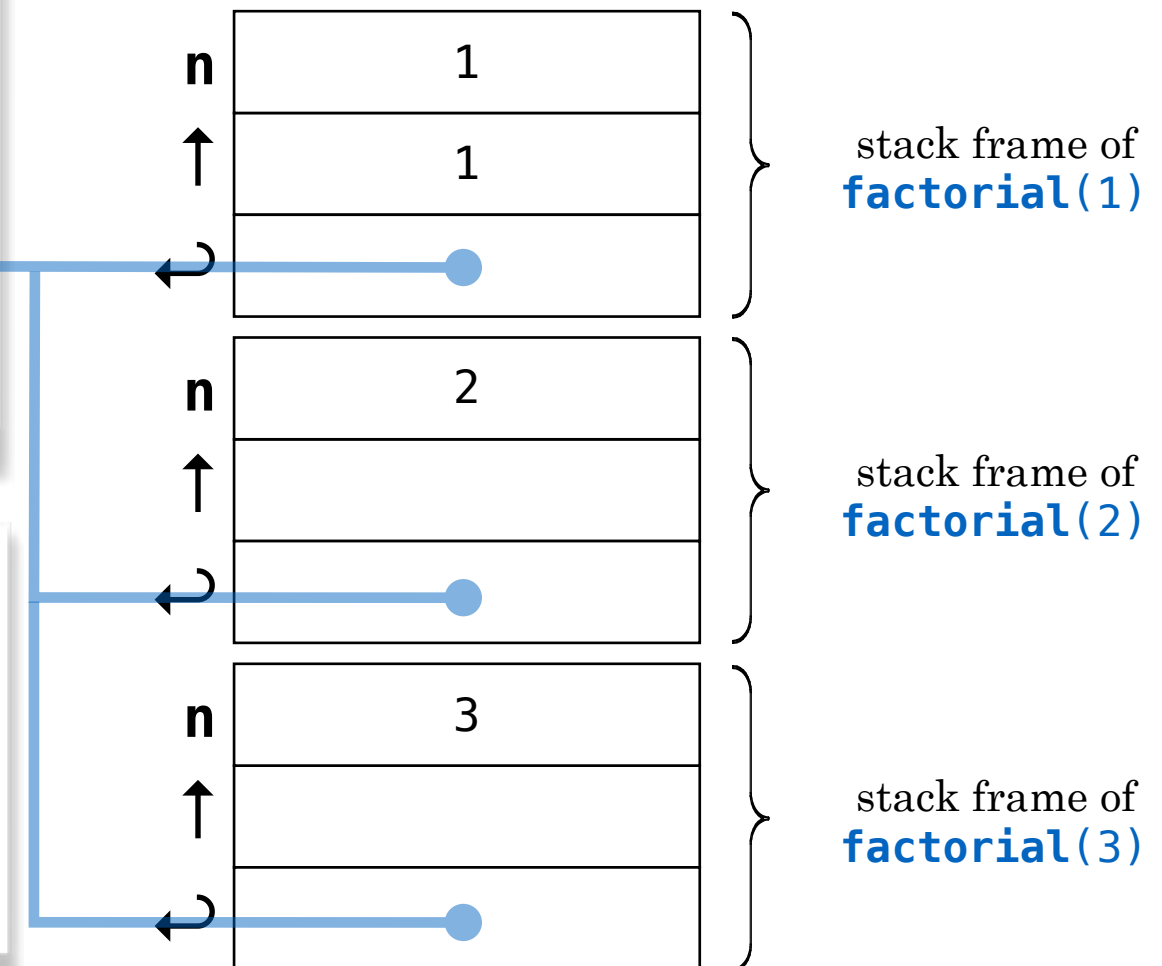 n 1
1
stack frame of
factorial(1)
n 2
stack frame of
factorial(2)
n 3
stack frame of
factorial(3)